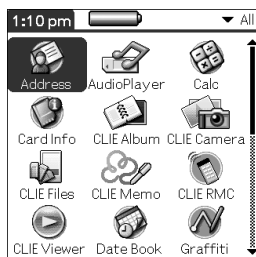 1:10 pm All
Address AudioPlayer Calc
Card Info CLIE Album CLIE Camera
CLIE Files CLIE Memo CLIE RMC
CLIE Viewer Date Book Graffiti